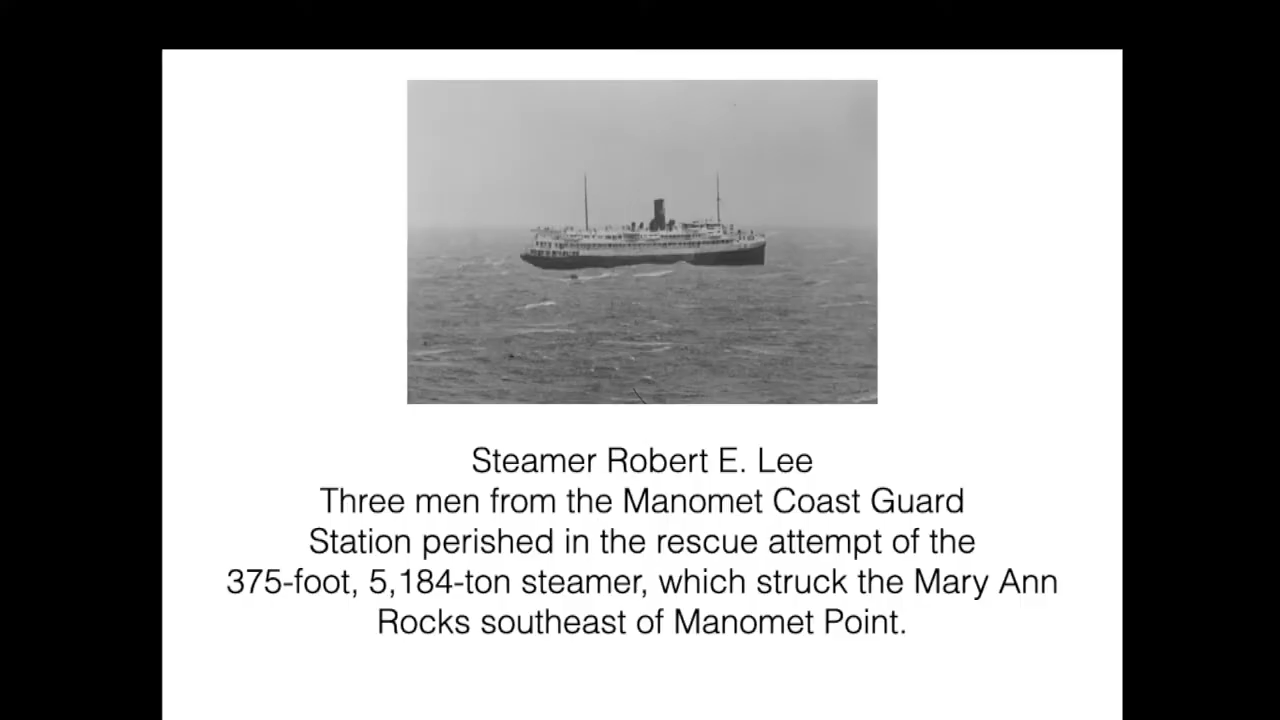 Steamer Robert E. Lee
Three men from the Manomet Coast Guard
Station perished in the rescue attempt of the
375-foot, 5,184-ton steamer, which struck the Mary Ann
Rocks southeast of Manomet Point.